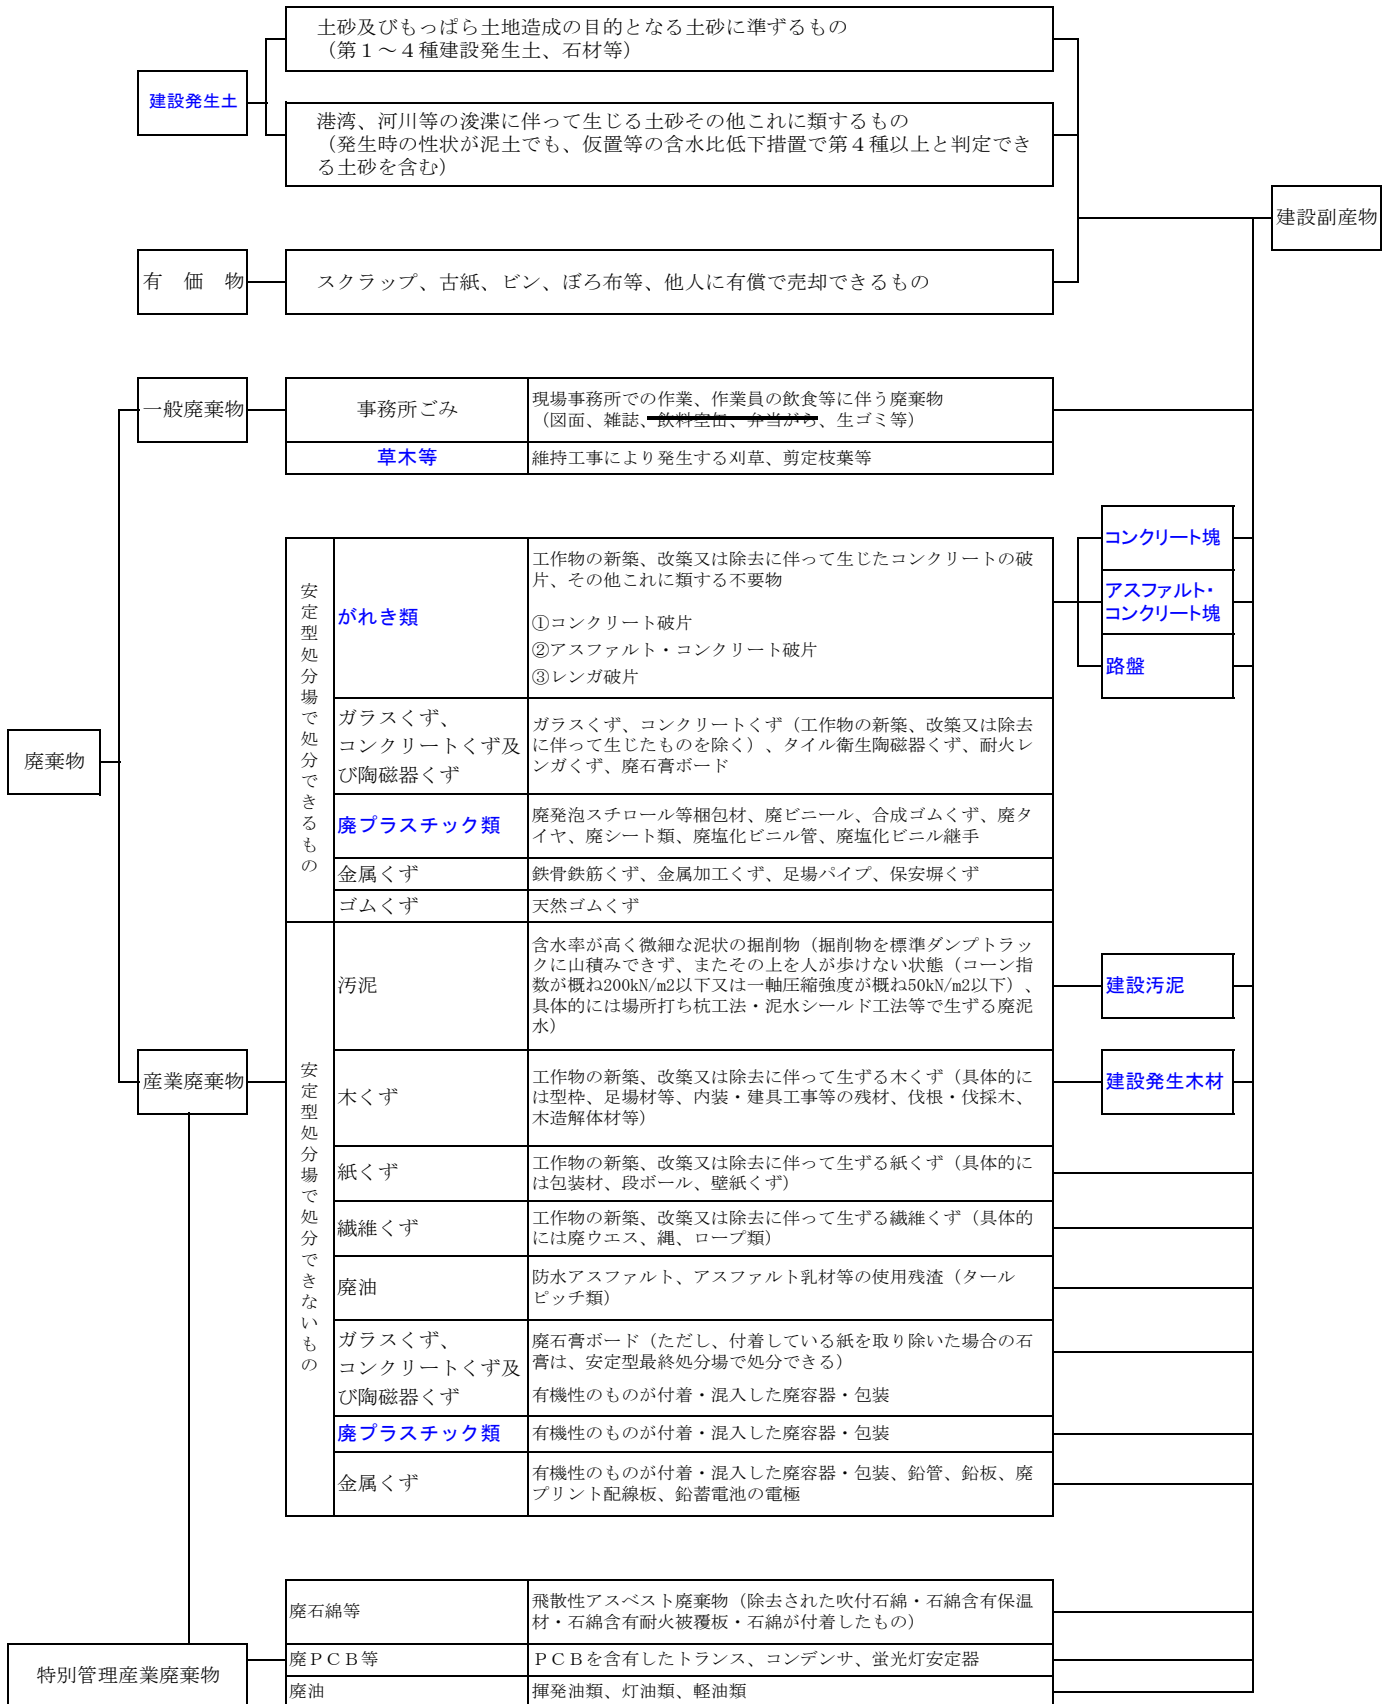 土砂及びもっぱら土地造成の目的となる土砂に準ずるもの
（第１～４種建設発生土、石材等）
建設発生土
港湾、河川等の浚渫に伴って生じる土砂その他これに類するもの
（発生時の性状が泥土でも、仮置等の含水比低下措置で第４種以上と判定でき
る土砂を含む）
建設副産物
有　価　物
スクラップ、古紙、ビン、ぼろ布等、他人に有償で売却できるもの
一般廃棄物
事務所ごみ
現場事務所での作業、作業員の飲食等に伴う廃棄物
（図面、雑誌、飲料空缶、弁当がら、生ゴミ等）
草木等
維持工事により発生する刈草、剪定枝葉等
廃棄物
安定型処分場で処分できるもの
がれき類
工作物の新築、改築又は除去に伴って生じたコンクリートの破
片、その他これに類する不要物
①コンクリート破片
②アスファルト・コンクリート破片
③レンガ破片
コンクリート塊
アスファルト・
コンクリート塊
路盤
ガラスくず、
コンクリートくず及
び陶磁器くず
ガラスくず、コンクリートくず（工作物の新築、改築又は除去
に伴って生じたものを除く）、タイル衛生陶磁器くず、耐火レ
ンガくず、廃石膏ボード
廃プラスチック類
廃発泡スチロール等梱包材、廃ビニール、合成ゴムくず、廃タ
イヤ、廃シート類、廃塩化ビニル管、廃塩化ビニル継手
金属くず
鉄骨鉄筋くず、金属加工くず、足場パイプ、保安塀くず
ゴムくず
天然ゴムくず
産業廃棄物
安定型処分場で処分できないもの
汚泥
含水率が高く微細な泥状の掘削物（掘削物を標準ダンプトラッ
クに山積みできず、またその上を人が歩けない状態（コーン指
数が概ね200kN/m2以下又は一軸圧縮強度が概ね50kN/m2以下）、
具体的には場所打ち杭工法・泥水シールド工法等で生ずる廃泥
水）
建設汚泥
木くず
工作物の新築、改築又は除去に伴って生ずる木くず（具体的に
は型枠、足場材等、内装・建具工事等の残材、伐根・伐採木、
木造解体材等）
建設発生木材
紙くず
工作物の新築、改築又は除去に伴って生ずる紙くず（具体的に
は包装材、段ボール、壁紙くず）
繊維くず
工作物の新築、改築又は除去に伴って生ずる繊維くず（具体的
には廃ウエス、縄、ロープ類）
廃油
防水アスファルト、アスファルト乳材等の使用残渣（タール
ピッチ類）
ガラスくず、
コンクリートくず及
び陶磁器くず
廃石膏ボード（ただし、付着している紙を取り除いた場合の石
膏は、安定型最終処分場で処分できる）
有機性のものが付着・混入した廃容器・包装
廃プラスチック類
有機性のものが付着・混入した廃容器・包装
金属くず
有機性のものが付着・混入した廃容器・包装、鉛管、鉛板、廃
プリント配線板、鉛蓄電池の電極
特別管理産業廃棄物
廃石綿等
飛散性アスベスト廃棄物（除去された吹付石綿・石綿含有保温
材・石綿含有耐火被覆板・石綿が付着したもの）
廃ＰＣＢ等
ＰＣＢを含有したトランス、コンデンサ、蛍光灯安定器
廃油
揮発油類、灯油類、軽油類